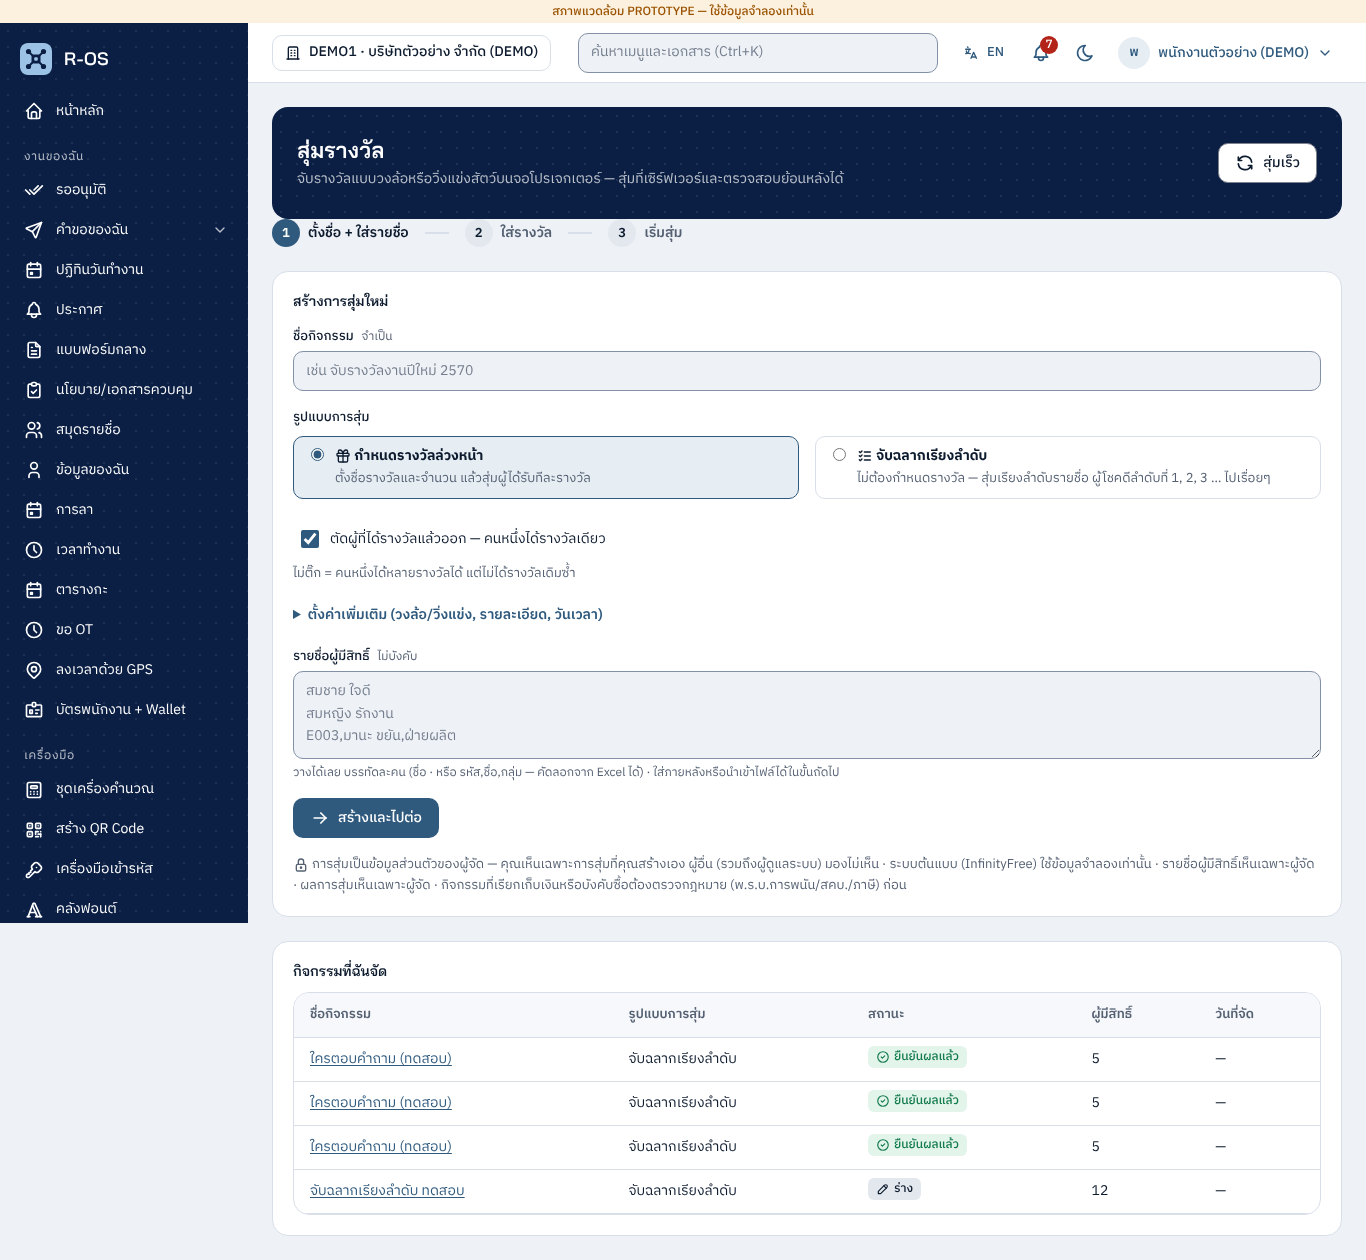 สภาพแวดล้อม PROTOTYPE — ใช้ข้อมูลจำลองเท่านั้น
R-OS
DEMO1 · บริษัทตัวอย่าง จำกัด (DEMO)
ค้นหาเมนูและเอกสาร (Ctrl+K)
EN
7
พ
พนักงานตัวอย่าง (DEMO)
หน้าหลัก
งานของฉัน
รออนุมัติ
คำขอของฉัน
ปฏิทินวันทำงาน
ประกาศ
แบบฟอร์มกลาง
นโยบาย/เอกสารควบคุม
สมุดรายชื่อ
ข้อมูลของฉัน
การลา
เวลาทำงาน
ตารางกะ
ขอ OT
ลงเวลาด้วย GPS
บัตรพนักงาน + Wallet
เครื่องมือ
ชุดเครื่องคำนวณ
สร้าง QR Code
เครื่องมือเข้ารหัส
คลังฟอนต์
สุ่มรางวัล
จับรางวัลแบบวงล้อหรือวิ่งแข่งสัตว์บนจอโปรเจกเตอร์ — สุ่มที่เซิร์ฟเวอร์และตรวจสอบย้อนหลังได้
สุ่มเร็ว
1 ตั้งชื่อ + ใส่รายชื่อ
2 ใส่รางวัล
3 เริ่มสุ่ม
สร้างการสุ่มใหม่
ชื่อกิจกรรม จำเป็น
เช่น จับรางวัลงานปีใหม่ 2570
รูปแบบการสุ่ม
กำหนดรางวัลล่วงหน้า
ตั้งชื่อรางวัลและจำนวน แล้วสุ่มผู้ได้รับทีละรางวัล
จับฉลากเรียงลำดับ
ไม่ต้องกำหนดรางวัล — สุ่มเรียงลำดับรายชื่อ ผู้โชคดีลำดับที่ 1, 2, 3 … ไปเรื่อยๆ
ตัดผู้ที่ได้รางวัลแล้วออก — คนหนึ่งได้รางวัลเดียว
ไม่ติ๊ก = คนหนึ่งได้หลายรางวัลได้ แต่ไม่ได้รางวัลเดิมซ้ำ
ตั้งค่าเพิ่มเติม (วงล้อ/วิ่งแข่ง, รายละเอียด, วันเวลา)
รายชื่อผู้มีสิทธิ์ ไม่บังคับ
สมชาย ใจดี
สมหญิง รักงาน
E003,มานะ ขยัน,ฝ่ายผลิต
วางได้เลย บรรทัดละคน (ชื่อ · หรือ รหัส,ชื่อ,กลุ่ม — คัดลอกจาก Excel ได้) · ใส่ภายหลังหรือนำเข้าไฟล์ได้ในขั้นถัดไป
สร้างและไปต่อ
การสุ่มเป็นข้อมูลส่วนตัวของผู้จัด — คุณเห็นเฉพาะการสุ่มที่คุณสร้างเอง ผู้อื่น (รวมถึงผู้ดูแลระบบ) มองไม่เห็น · ระบบต้นแบบ (InfinityFree) ใช้ข้อมูลจำลองเท่านั้น · รายชื่อผู้มีสิทธิ์เห็นเฉพาะผู้จัด
· ผลการสุ่มเห็นเฉพาะผู้จัด · กิจกรรมที่เรียกเก็บเงินหรือบังคับซื้อต้องตรวจกฎหมาย (พ.ร.บ.การพนัน/สคบ./ภาษี) ก่อน
กิจกรรมที่ฉันจัด
ชื่อกิจกรรม รูปแบบการสุ่ม สถานะ ผู้มีสิทธิ์ วันที่จัด
ใครตอบคำถาม (ทดสอบ) จับฉลากเรียงลำดับ ยืนยันผลแล้ว 5 —
ใครตอบคำถาม (ทดสอบ) จับฉลากเรียงลำดับ ยืนยันผลแล้ว 5 —
ใครตอบคำถาม (ทดสอบ) จับฉลากเรียงลำดับ ยืนยันผลแล้ว 5 —
จับฉลากเรียงลำดับ ทดสอบ จับฉลากเรียงลำดับ ร่าง 12 —